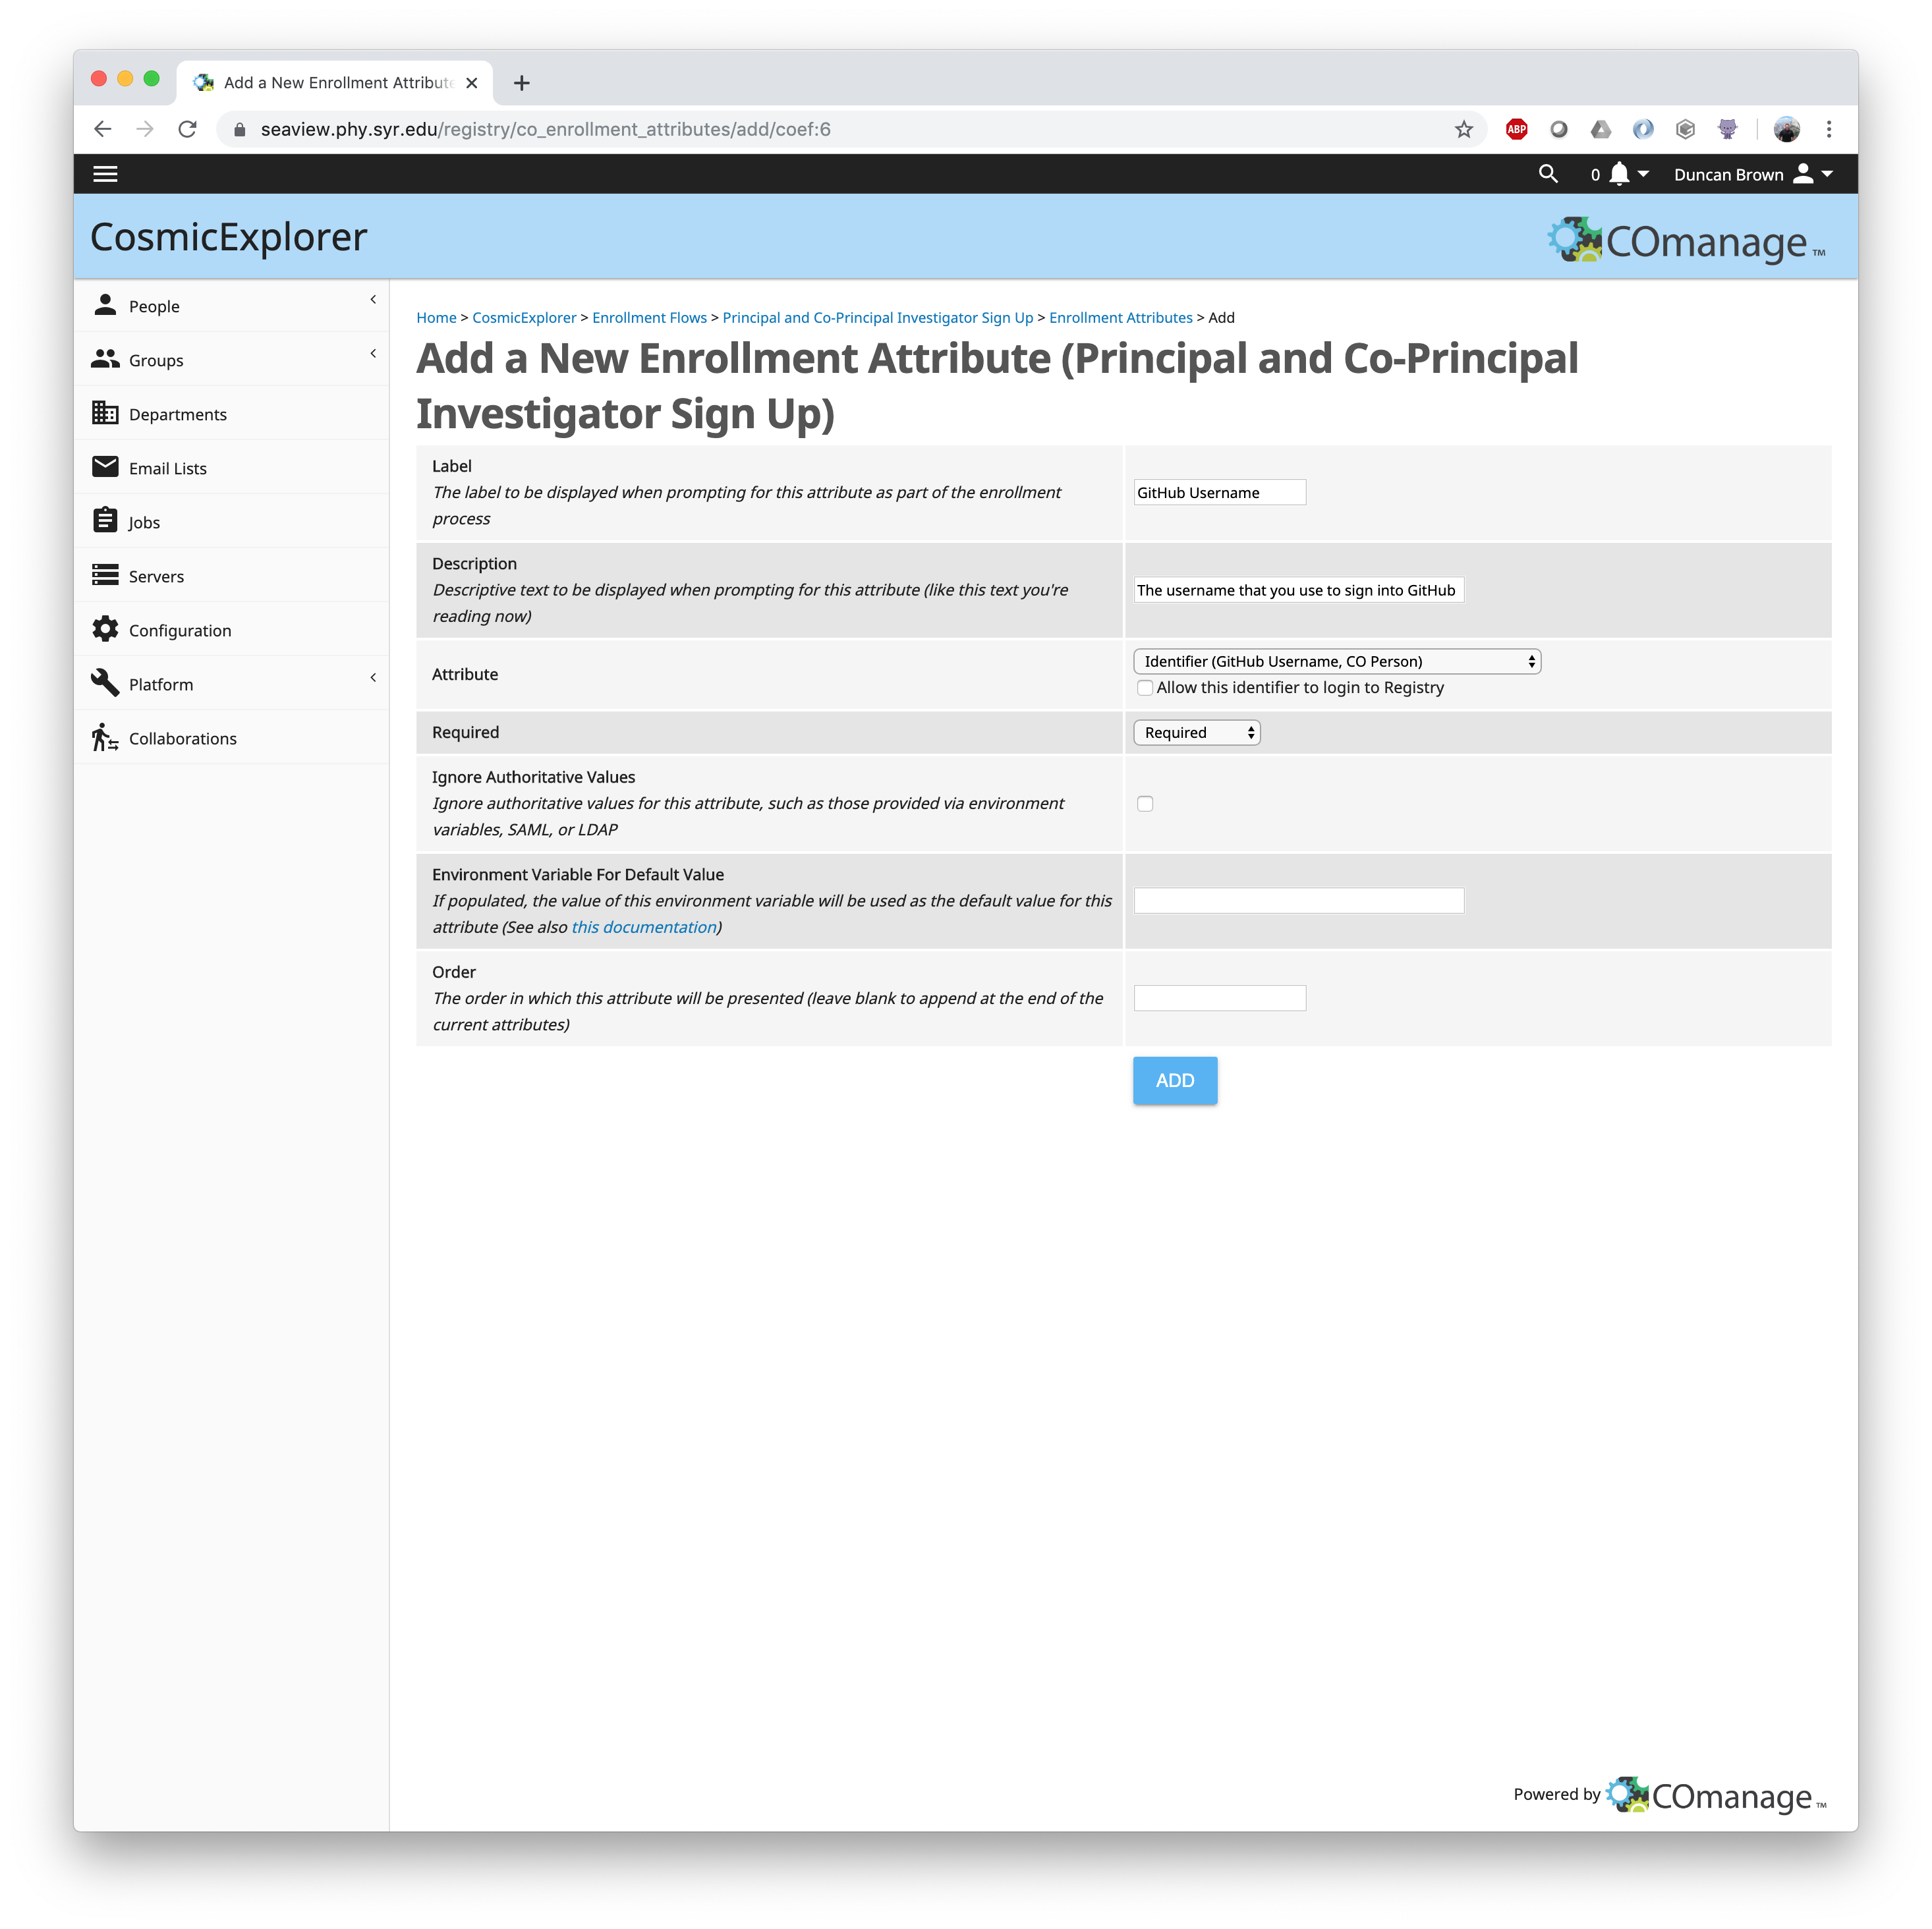 Add a New Enrollment Attribute
seaview.phy.syr.edu/registry/co_enrollment_attributes/add/coef:6
ABP
0
Duncan Brown
CosmicExplorer
COmanage ™
People
Groups
Departments
Email Lists
Jobs
Servers
Configuration
Platform
Collaborations
Home > CosmicExplorer > Enrollment Flows > Principal and Co-Principal Investigator Sign Up > Enrollment Attributes > Add
Add a New Enrollment Attribute (Principal and Co-Principal
Investigator Sign Up)
Label
The label to be displayed when prompting for this attribute as part of the enrollment
process
GitHub Username
Description
Descriptive text to be displayed when prompting for this attribute (like this text you're
reading now)
The username that you use to sign into GitHub
Attribute
Identifier (GitHub Username, CO Person)
Allow this identifier to login to Registry
Required
Required
Ignore Authoritative Values
Ignore authoritative values for this attribute, such as those provided via environment
variables, SAML, or LDAP
Environment Variable For Default Value
If populated, the value of this environment variable will be used as the default value for this
attribute (See also this documentation)
Order
The order in which this attribute will be presented (leave blank to append at the end of the
current attributes)
ADD
Powered by COmanage ™